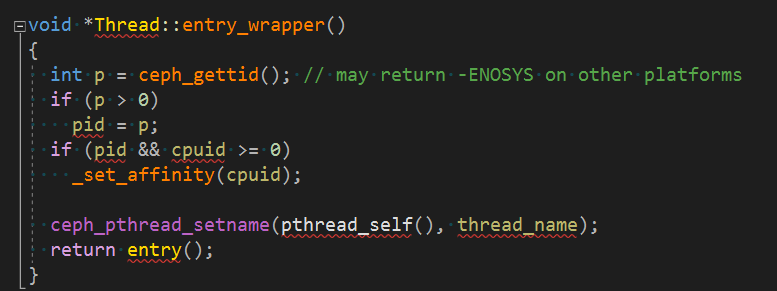 void *Thread::entry_wrapper()
{
int p = ceph_gettid(); // may return -ENOSYS on other platforms
if (p > 0)
pid = p;
if (pid && cpuid >= 0)
_set_affinity(cpuid);
ceph_pthread_setname(pthread_self(), thread_name);
return entry();
}